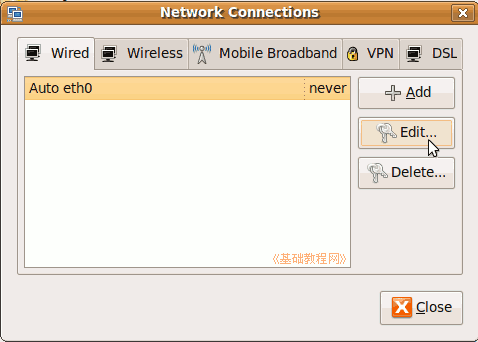 Network Connections
Wired Wireless Mobile Broadband VPN DSL
Auto eth0 never
Add
Edit...
Delete...
《基础教程网》
Close